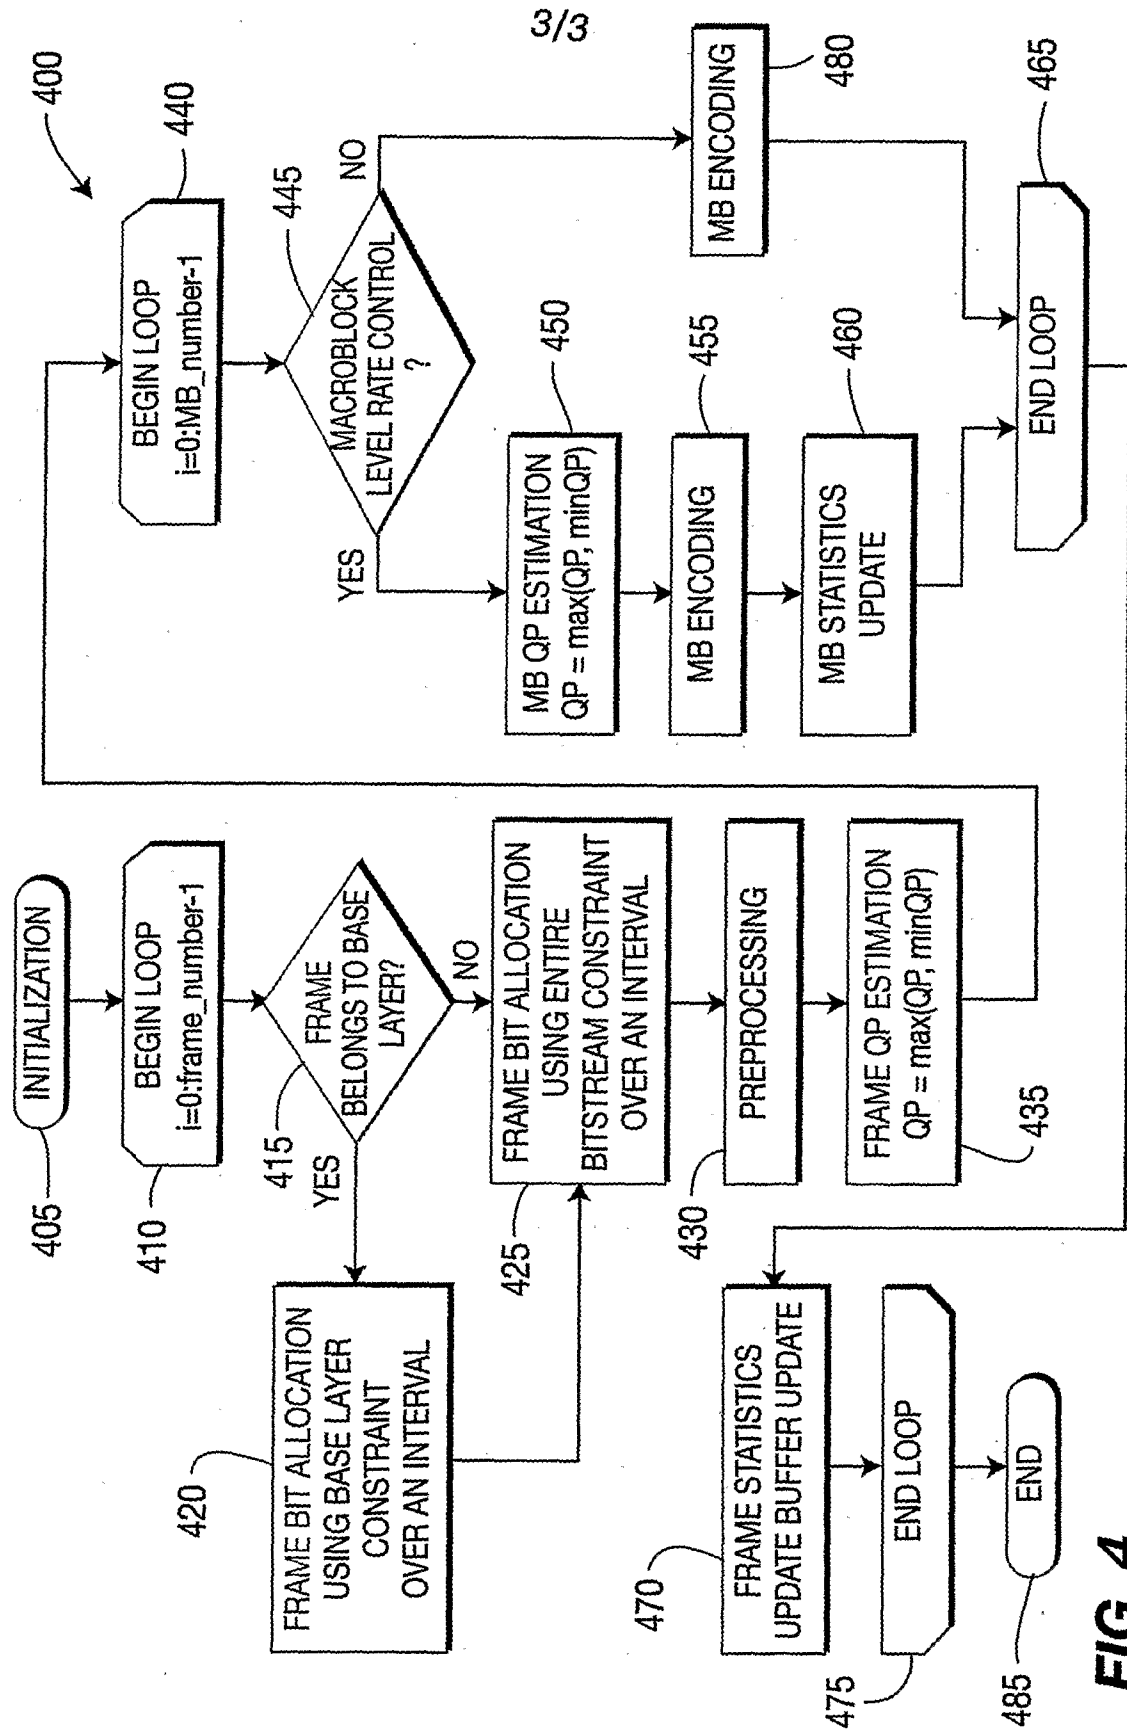 3/3
400
INITIALIZATION
405
BEGIN LOOP
i=0:frame_number-1
410
FRAME
BELONGS TO BASE
LAYER?
415
YES
NO
FRAME BIT ALLOCATION
USING BASE LAYER
CONSTRAINT
OVER AN INTERVAL
420
FRAME BIT ALLOCATION
USING ENTIRE
BITSTREAM CONSTRAINT
OVER AN INTERVAL
425
PREPROCESSING
430
FRAME QP ESTIMATION
QP = max(QP, minQP)
435
BEGIN LOOP
i=0:MB_number-1
440
MACROBLOCK
LEVEL RATE CONTROL
?
445
YES
NO
MB QP ESTIMATION
QP = max(QP, minQP)
450
MB ENCODING
455
MB STATISTICS
UPDATE
460
MB ENCODING
480
END LOOP
465
FRAME STATISTICS
UPDATE BUFFER UPDATE
470
END LOOP
475
END
485
FIG. 4